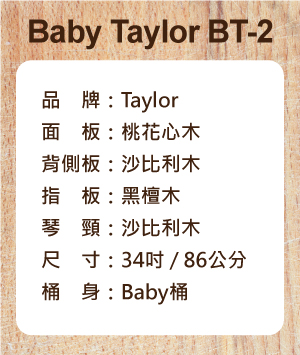 Baby Taylor BT-2
品　牌：Taylor
面　板：桃花心木
背側板：沙比利木
指　板：黑檀木
琴　頸：沙比利木
尺　寸：34吋 / 86公分
桶　身：Baby桶